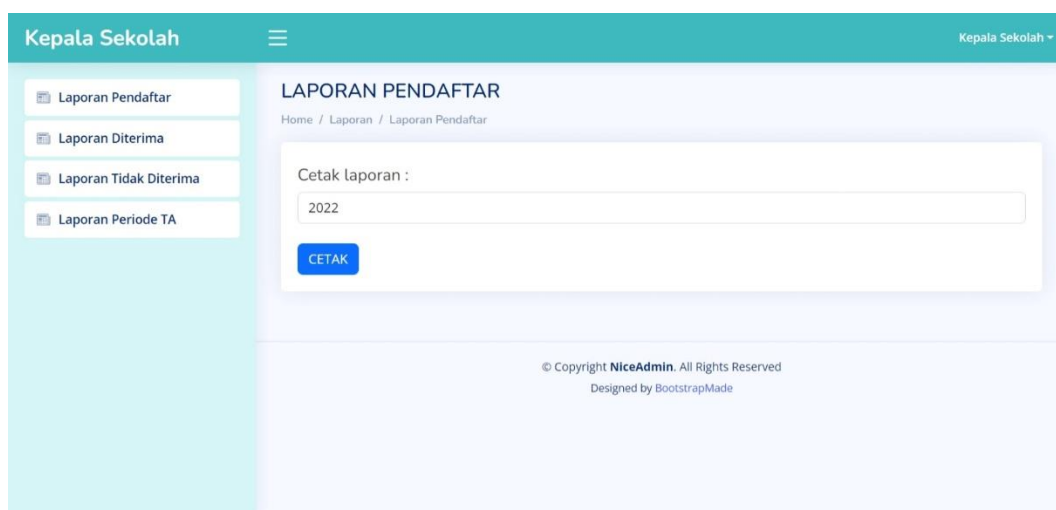 Kepala Sekolah
Kepala Sekolah
Laporan Pendaftar
Laporan Diterima
Laporan Tidak Diterima
Laporan Periode TA
LAPORAN PENDAFTAR
Home / Laporan / Laporan Pendaftar
Cetak laporan :
2022
CETAK
© Copyright NiceAdmin. All Rights Reserved
Designed by BootstrapMade